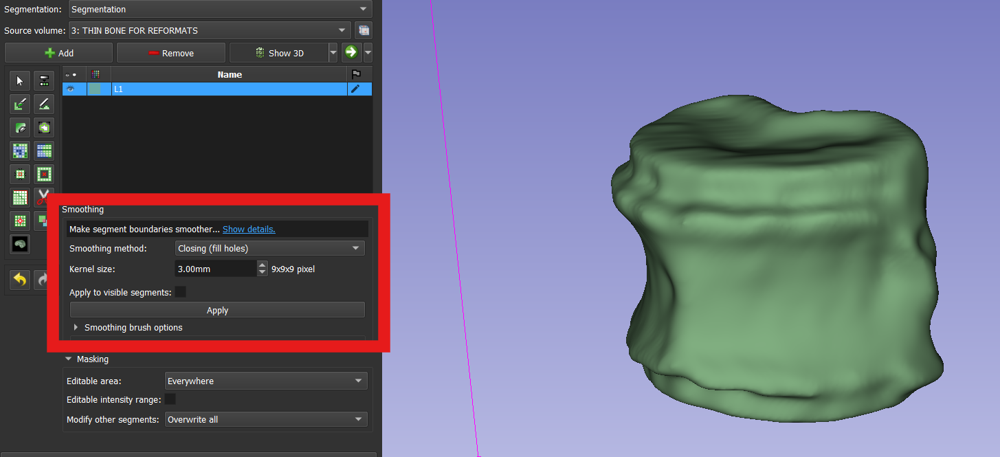 Segmentation: Segmentation
Source volume: 3: THIN BONE FOR REFORMATS
Add Remove Show 3D
Name
L1
Smoothing
Make segment boundaries smoother... Show details.
Smoothing method: Closing (fill holes)
Kernel size: 3.00mm 9x9x9 pixel
Apply to visible segments:
Apply
Smoothing brush options
Masking
Editable area: Everywhere
Editable intensity range:
Modify other segments: Overwrite all